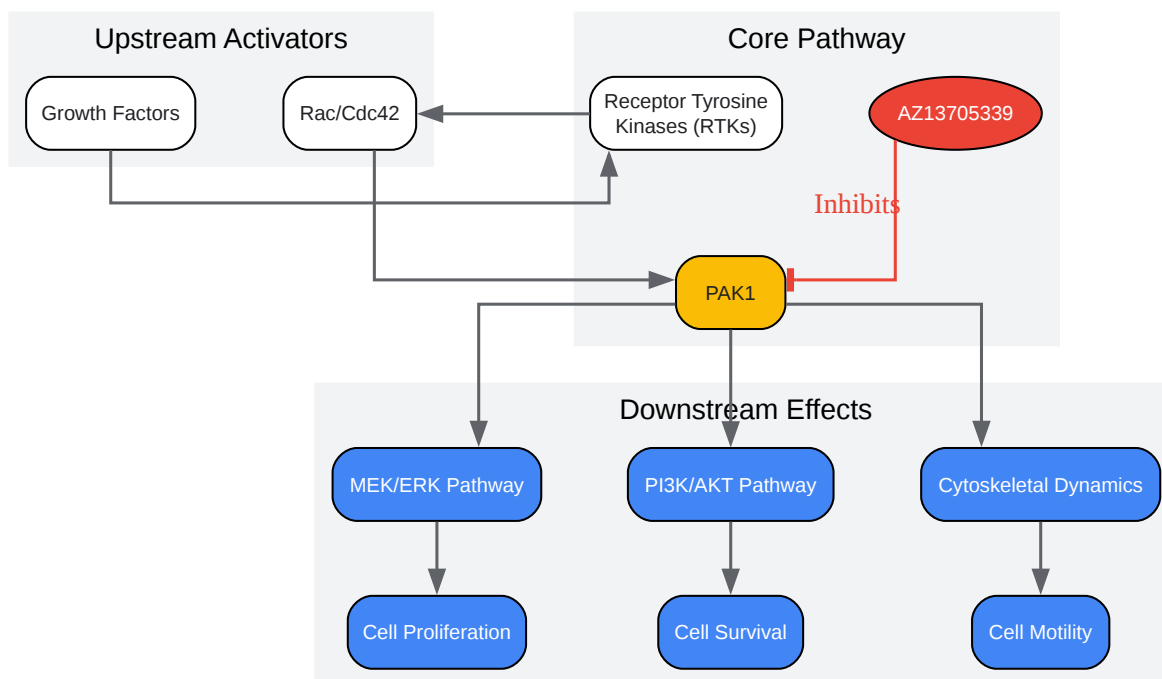 Upstream Activators
Core Pathway
Growth Factors
Rac/Cdc42
Receptor Tyrosine
Kinases (RTKs)
AZ13705339
Inhibits
PAK1
Downstream Effects
MEK/ERK Pathway
PI3K/AKT Pathway
Cytoskeletal Dynamics
Cell Proliferation
Cell Survival
Cell Motility